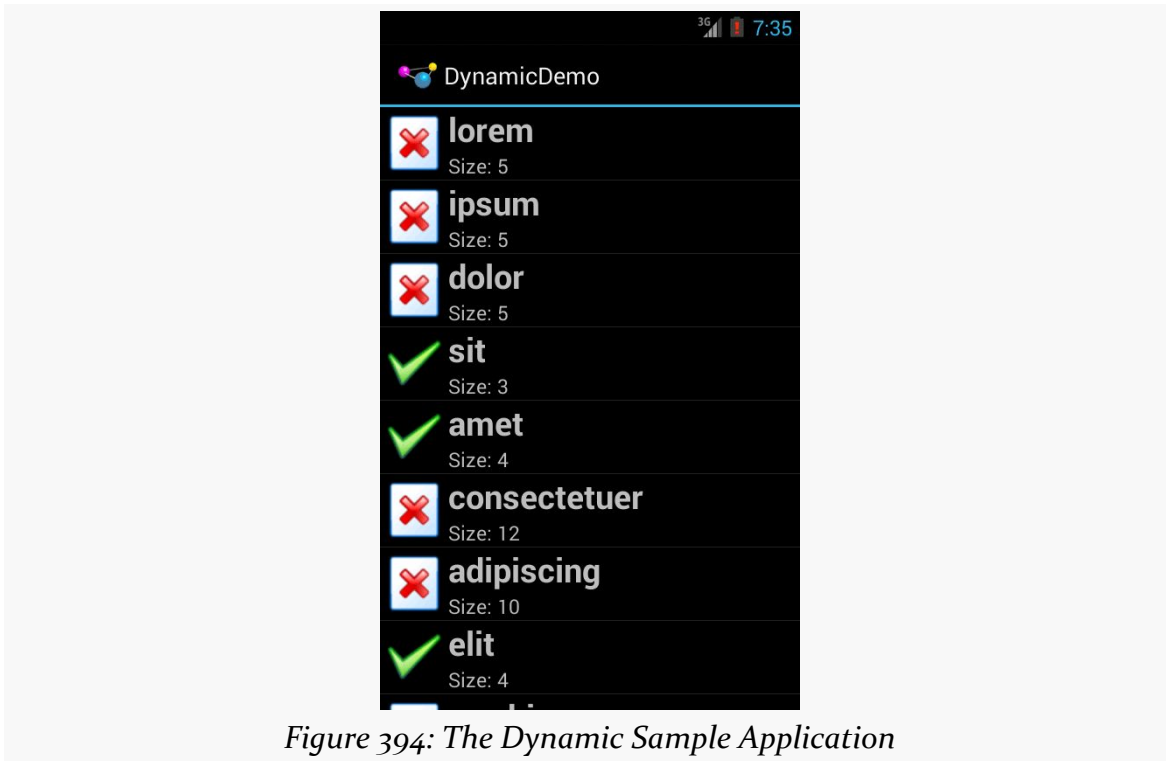 3G 7:35
DynamicDemo
lorem
Size: 5
ipsum
Size: 5
dolor
Size: 5
sit
Size: 3
amet
Size: 4
consectetuer
Size: 12
adipiscing
Size: 10
elit
Size: 4
Figure 394: The Dynamic Sample Application